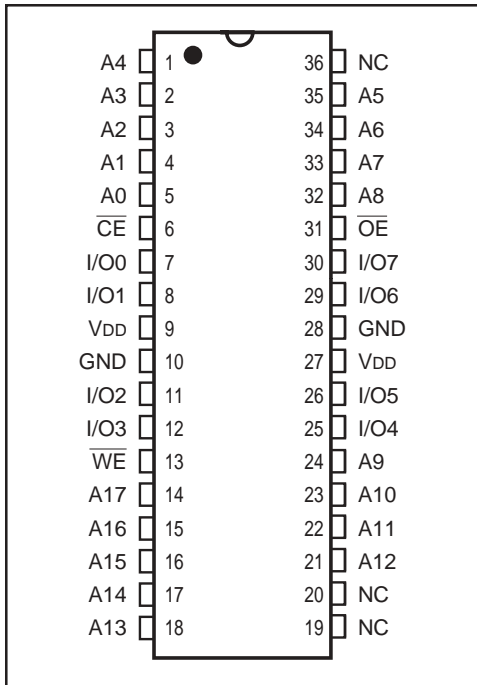 A4 1 36 NC
A3 2 35 A5
A2 3 34 A6
A1 4 33 A7
A0 5 32 A8
C̅E̅ 6 31 O̅E̅
I/O0 7 30 I/O7
I/O1 8 29 I/O6
VDD 9 28 GND
GND 10 27 VDD
I/O2 11 26 I/O5
I/O3 12 25 I/O4
W̅E̅ 13 24 A9
A17 14 23 A10
A16 15 22 A11
A15 16 21 A12
A14 17 20 NC
A13 18 19 NC